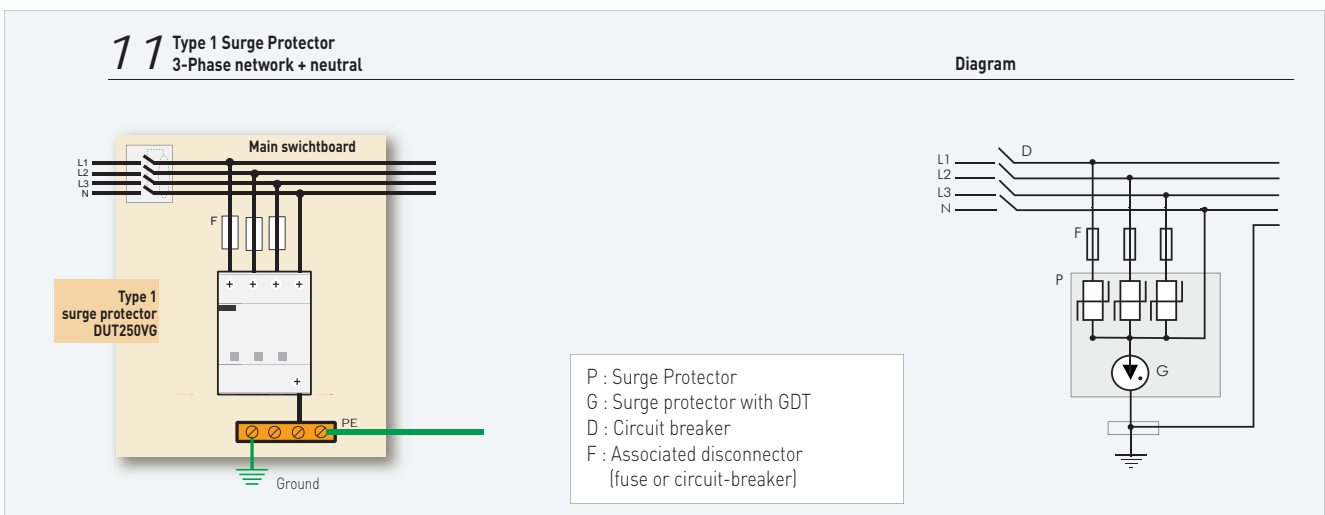 11
Type 1 Surge Protector
3-Phase network + neutral
Diagram
Main swichtboard
L1
L2
L3
N
F
+ + + +
Type 1
surge protector
DUT250VG
+
PE
Ground
P : Surge Protector
G : Surge protector with GDT
D : Circuit breaker
F : Associated disconnector
(fuse or circuit-breaker)
D
L1
L2
L3
N
F
P
G